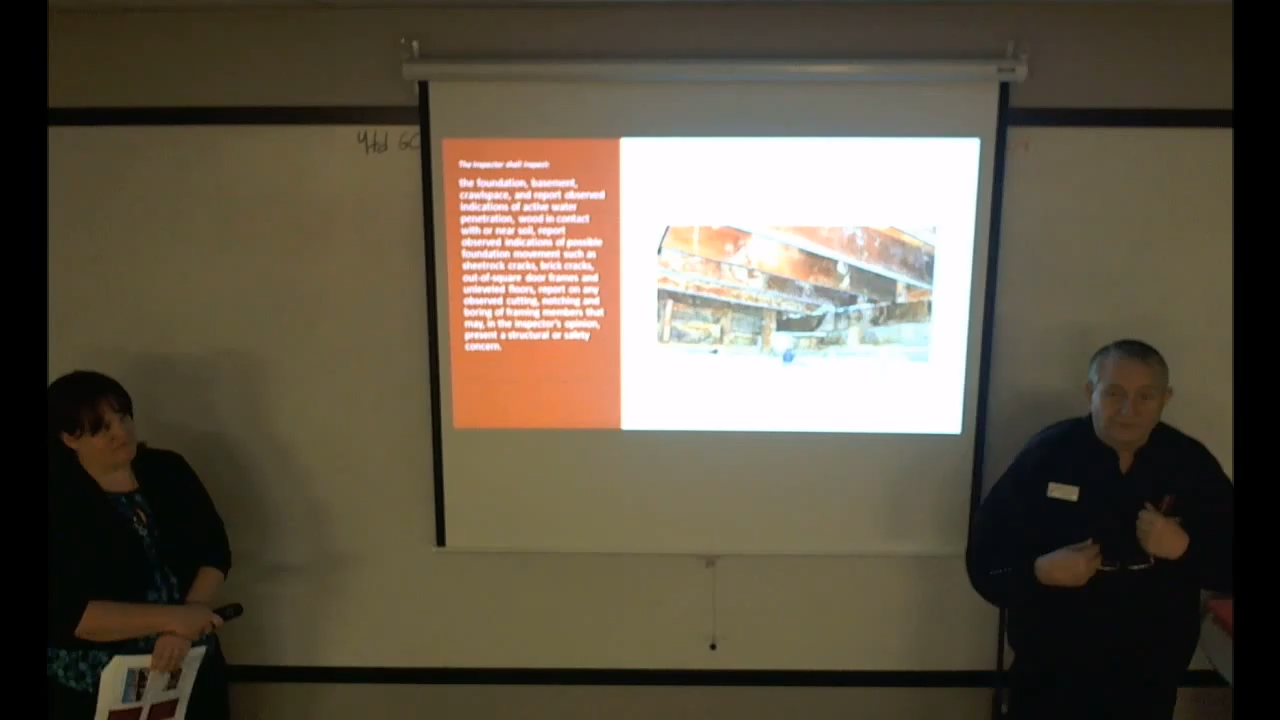 The inspector shall inspect:
the foundation, basement,
crawlspace, and report observed
indications of active water
penetration, wood in contact
with or near soil, report
observed indications of possible
foundation movement such as
sheetrock cracks, brick cracks,
out-of-square door frames and
unleveled floors, report on any
observed cutting, notching and
boring of framing members that
may, in the inspector's opinion,
present a structural or safety
concern.